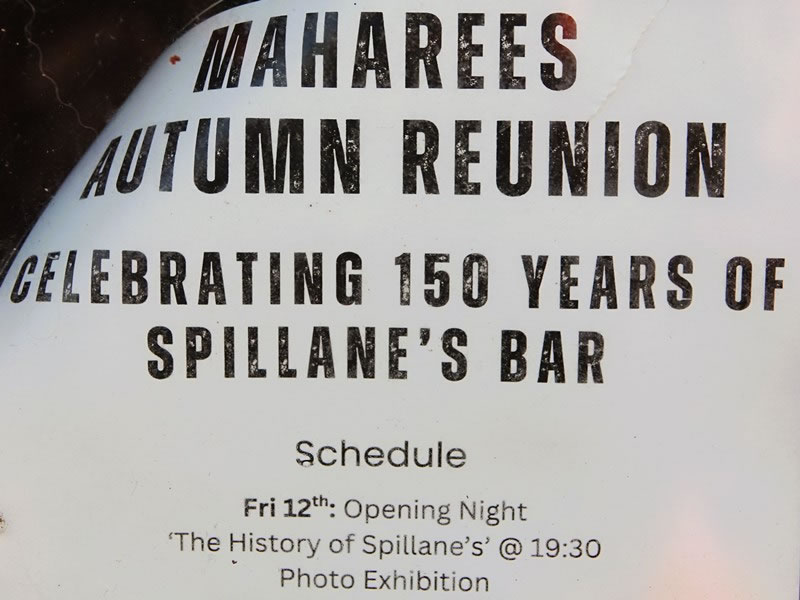 MAHAREES
AUTUMN REUNION
CELEBRATING 150 YEARS OF
SPILLANE'S BAR
Schedule
Fri 12th: Opening Night
'The History of Spillane's' @ 19:30
Photo Exhibition